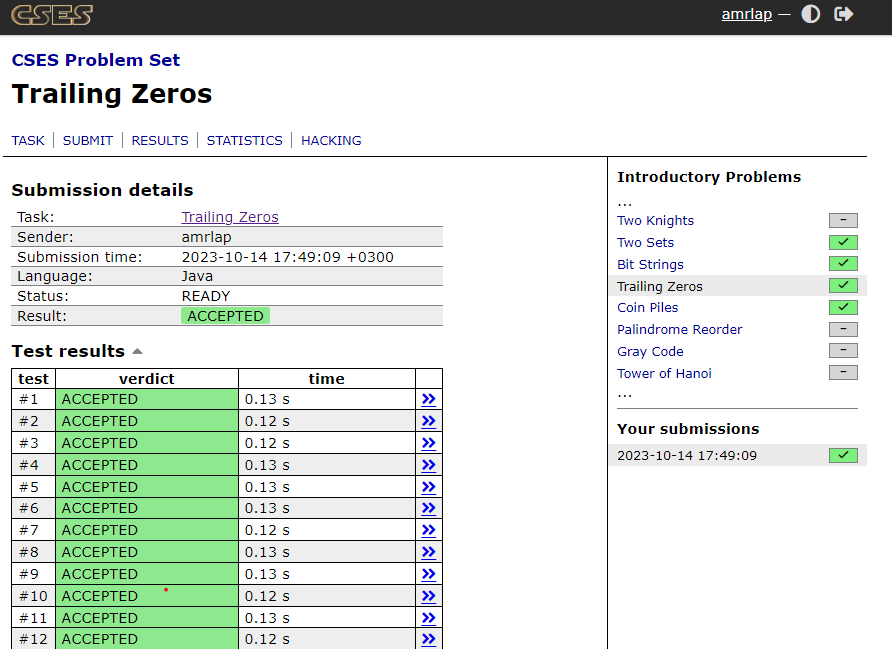 CSES
amrlap —
CSES Problem Set
Trailing Zeros
TASK | SUBMIT | RESULTS | STATISTICS | HACKING
Submission details
Task: Trailing Zeros
Sender: amrlap
Submission time: 2023-10-14 17:49:09 +0300
Language: Java
Status: READY
Result: ACCEPTED
Test results
test verdict time
#1 ACCEPTED 0.13 s »
#2 ACCEPTED 0.12 s »
#3 ACCEPTED 0.12 s »
#4 ACCEPTED 0.13 s »
#5 ACCEPTED 0.13 s »
#6 ACCEPTED 0.13 s »
#7 ACCEPTED 0.12 s »
#8 ACCEPTED 0.13 s »
#9 ACCEPTED 0.13 s »
#10 ACCEPTED 0.12 s »
#11 ACCEPTED 0.13 s »
#12 ACCEPTED 0.12 s »
Introductory Problems
...
Two Knights –
Two Sets ✓
Bit Strings ✓
Trailing Zeros ✓
Coin Piles ✓
Palindrome Reorder –
Gray Code –
Tower of Hanoi –
...
Your submissions
2023-10-14 17:49:09 ✓